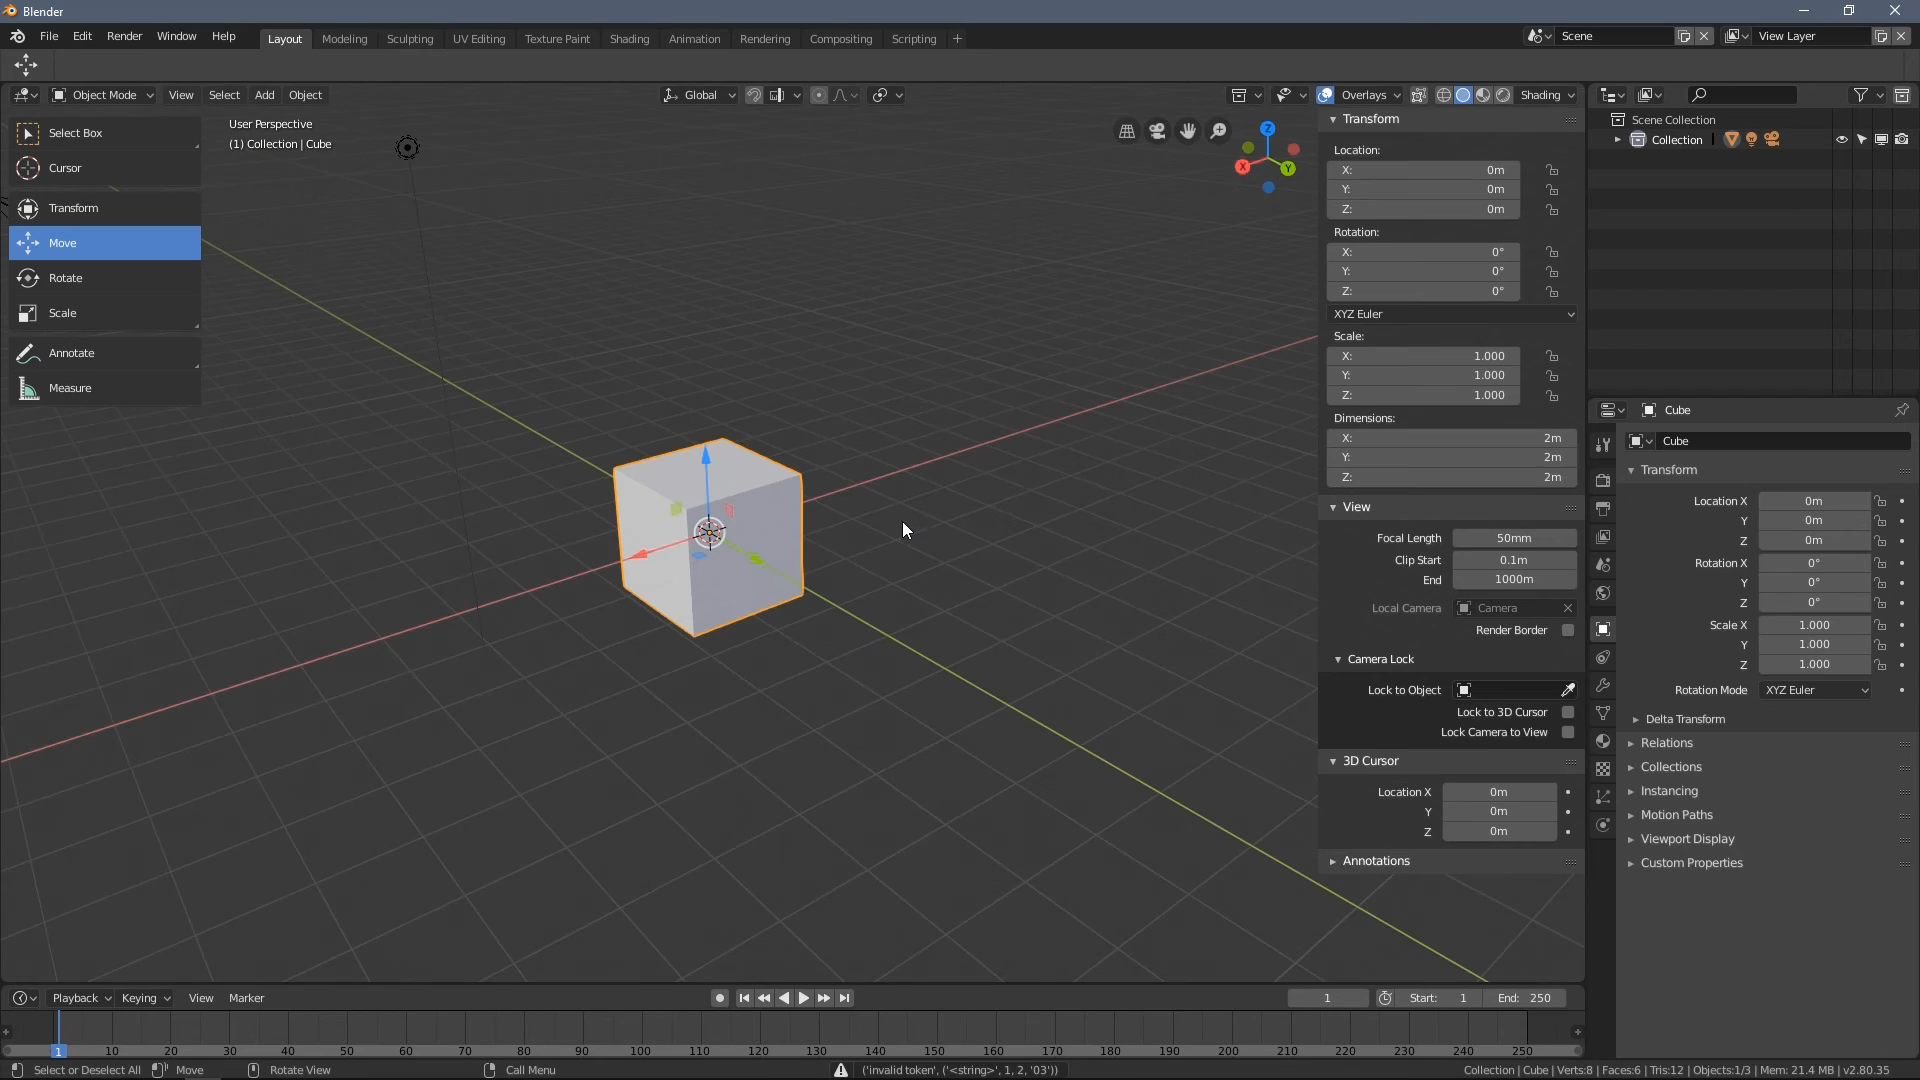 Blender
File Edit Render Window Help
Layout Modeling Sculpting UV Editing Texture Paint Shading Animation Rendering Compositing Scripting +
Scene
View Layer
Object Mode View Select Add Object
Global
Overlays
Shading
Select Box
Cursor
Transform
Move
Rotate
Scale
Annotate
Measure
User Perspective
(1) Collection | Cube
Z
X
Y
Transform
Location:
X: 0m
Y: 0m
Z: 0m
Rotation:
X: 0°
Y: 0°
Z: 0°
XYZ Euler
Scale:
X: 1.000
Y: 1.000
Z: 1.000
Dimensions:
X: 2m
Y: 2m
Z: 2m
View
Focal Length 50mm
Clip Start 0.1m
End 1000m
Local Camera Camera
Render Border
Camera Lock
Lock to Object
Lock to 3D Cursor
Lock Camera to View
3D Cursor
Location X 0m
Y 0m
Z 0m
Annotations
Scene Collection
Collection
Cube
Cube
Transform
Location X 0m
Y 0m
Z 0m
Rotation X 0°
Y 0°
Z 0°
Scale X 1.000
Y 1.000
Z 1.000
Rotation Mode XYZ Euler
Delta Transform
Relations
Collections
Instancing
Motion Paths
Viewport Display
Custom Properties
Playback Keying View Marker
1
Start: 1 End: 250
1 10 20 30 40 50 60 70 80 90 100 110 120 130 140 150 160 170 180 190 200 210 220 230 240 250
Select or Deselect All Move Rotate View Call Menu
('invalid token', ('<string>', 1, 2, '03'))
Collection | Cube | Verts:8 | Faces:6 | Tris:12 | Objects:1/3 | Mem: 21.4 MB | v2.80.35